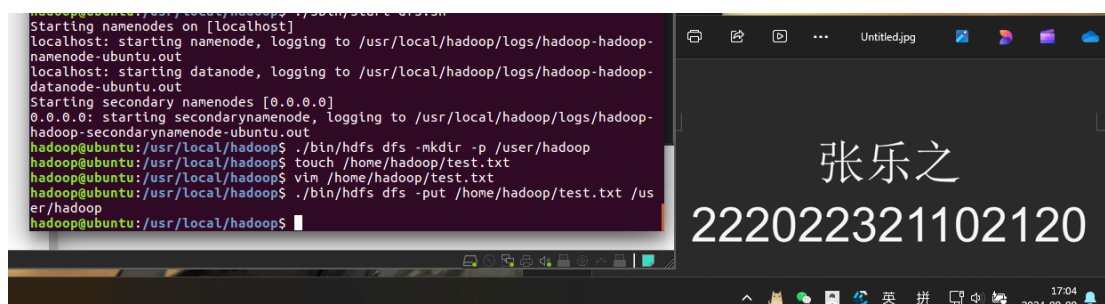 Starting namenodes on [localhost]
localhost: starting namenode, logging to /usr/local/hadoop/logs/hadoop-hadoop-
namenode-ubuntu.out
localhost: starting datanode, logging to /usr/local/hadoop/logs/hadoop-hadoop-
datanode-ubuntu.out
Starting secondary namenodes [0.0.0.0]
0.0.0.0: starting secondarynamenode, logging to /usr/local/hadoop/logs/hadoop-
hadoop-secondarynamenode-ubuntu.out
hadoop@ubuntu:/usr/local/hadoop$ ./bin/hdfs dfs -mkdir -p /user/hadoop
hadoop@ubuntu:/usr/local/hadoop$ touch /home/hadoop/test.txt
hadoop@ubuntu:/usr/local/hadoop$ vim /home/hadoop/test.txt
hadoop@ubuntu:/usr/local/hadoop$ ./bin/hdfs dfs -put /home/hadoop/test.txt /us
er/hadoop
hadoop@ubuntu:/usr/local/hadoop$
Untitled.jpg
张乐之
222022321102120
英 拼
17:04